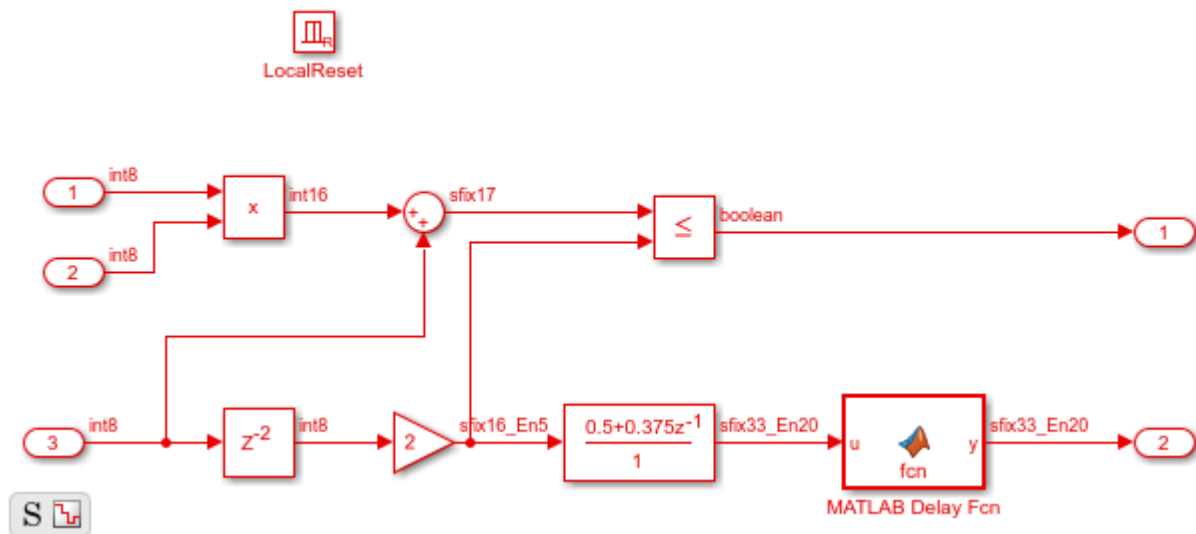 R
LocalReset
int8
1
x
int16
+
+
sfix17
≤
boolean
1
int8
2
int8
3
Z-2
int8
2
sfix16_En5
0.5+0.375z-1
1
sfix33_En20
u
fcn
y
sfix33_En20
2
MATLAB Delay Fcn
S